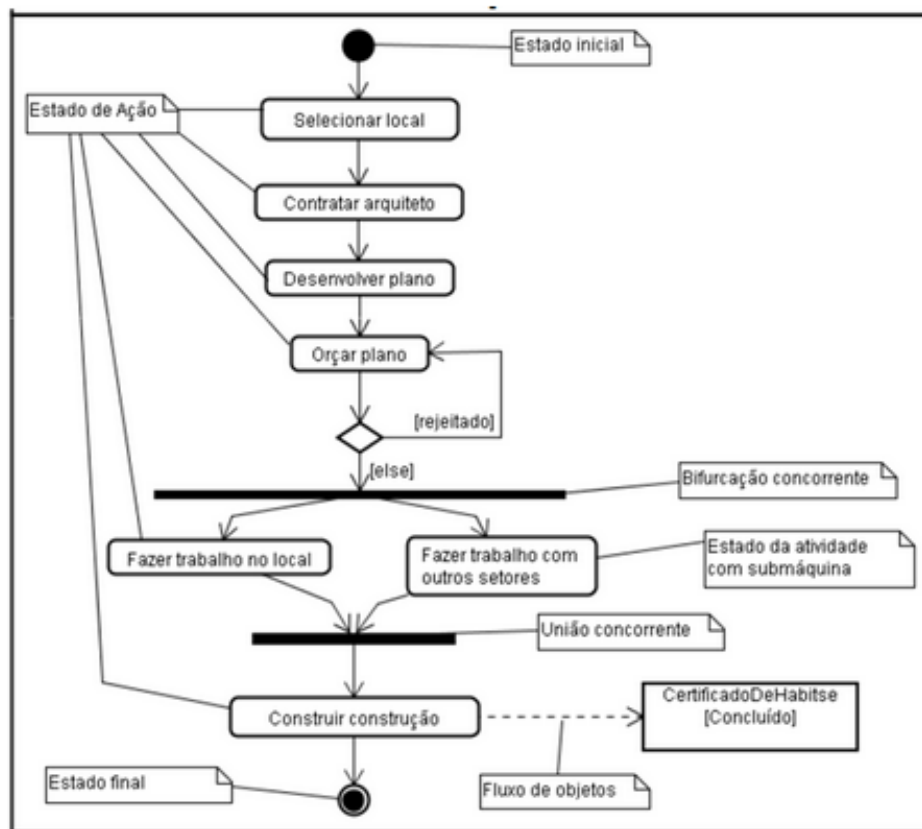 Estado inicial
Estado de Ação
Selecionar local
Contratar arquiteto
Desenvolver plano
Orçar plano
[rejeitado]
[else]
Bifurcação concorrente
Fazer trabalho no local
Fazer trabalho com
outros setores
Estado da atividade
com submáquina
União concorrente
CertificadoDeHabitse
[Concluído]
Construir construção
Estado final
Fluxo de objetos